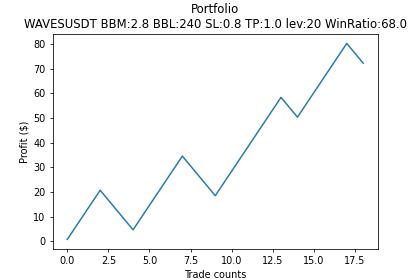 Portfolio
WAVESUSDT BBM:2.8 BBL:240 SL:0.8 TP:1.0 lev:20 WinRatio:68.0
80
70
60
50
40
30
20
10
0
Profit ($)
0.0 2.5 5.0 7.5 10.0 12.5 15.0 17.5
Trade counts